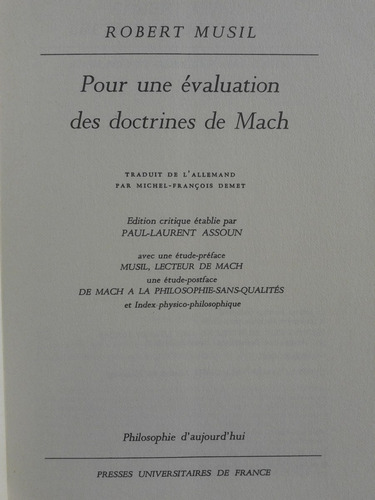 ROBERT MUSIL
Pour une évaluation
des doctrines de Mach
TRADUIT DE L'ALLEMAND
PAR MICHEL-FRANÇOIS DEMET
Edition critique établie par
PAUL-LAURENT ASSOUN
avec une étude-préface
MUSIL, LECTEUR DE MACH
une étude-postface
DE MACH A LA PHILOSOPHIE-SANS-QUALITÉS
et Index physico-philosophique
Philosophie d'aujourd'hui
PRESSES UNIVERSITAIRES DE FRANCE